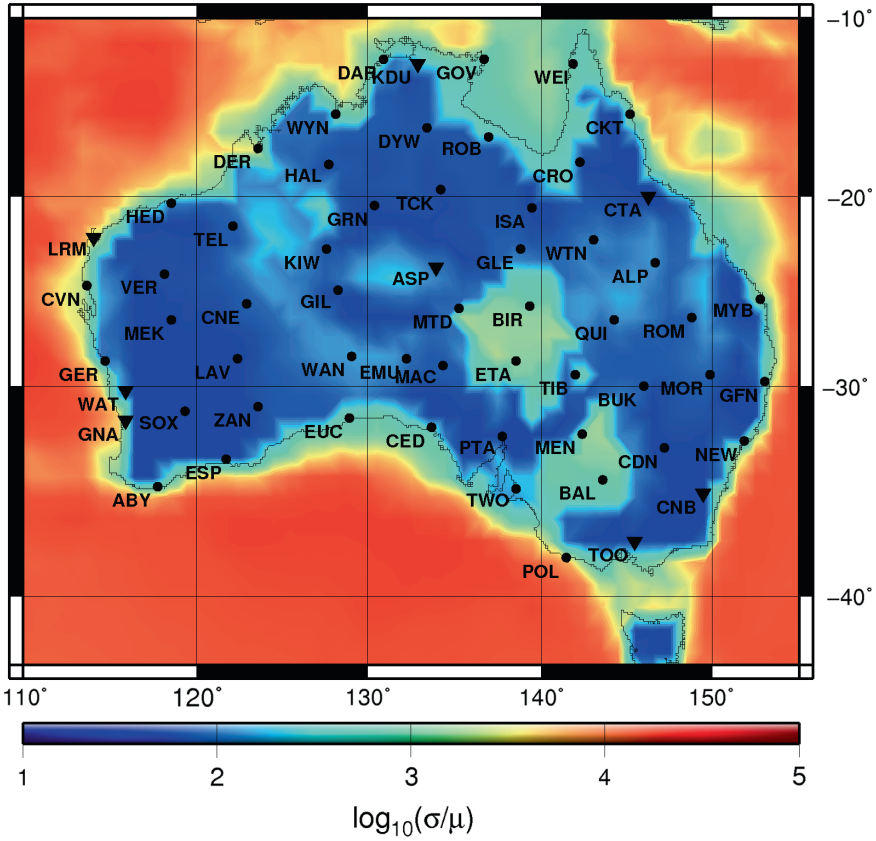 −10°
DAR
KDU
GOV
WEI
WYN
CKT
DYW
ROB
DER
HAL
CRO
−20°
HED
GRN
TCK
ISA
CTA
TEL
LRM
KIW
GLE
WTN
ASP
ALP
VER
CVN
GIL
CNE
MTD
BIR
MYB
MEK
QUI
ROM
GER
LAV
WAN
EMU
MAC
ETA
TIB
MOR
−30°
BUK
GFN
WAT
SOX
ZAN
GNA
EUC
CED
PTA
MEN
CDN
NEW
ESP
BAL
ABY
TWO
CNB
TOO
POL
−40°
110° 120° 130° 140° 150°
1 2 3 4 5
log10(σ/μ)